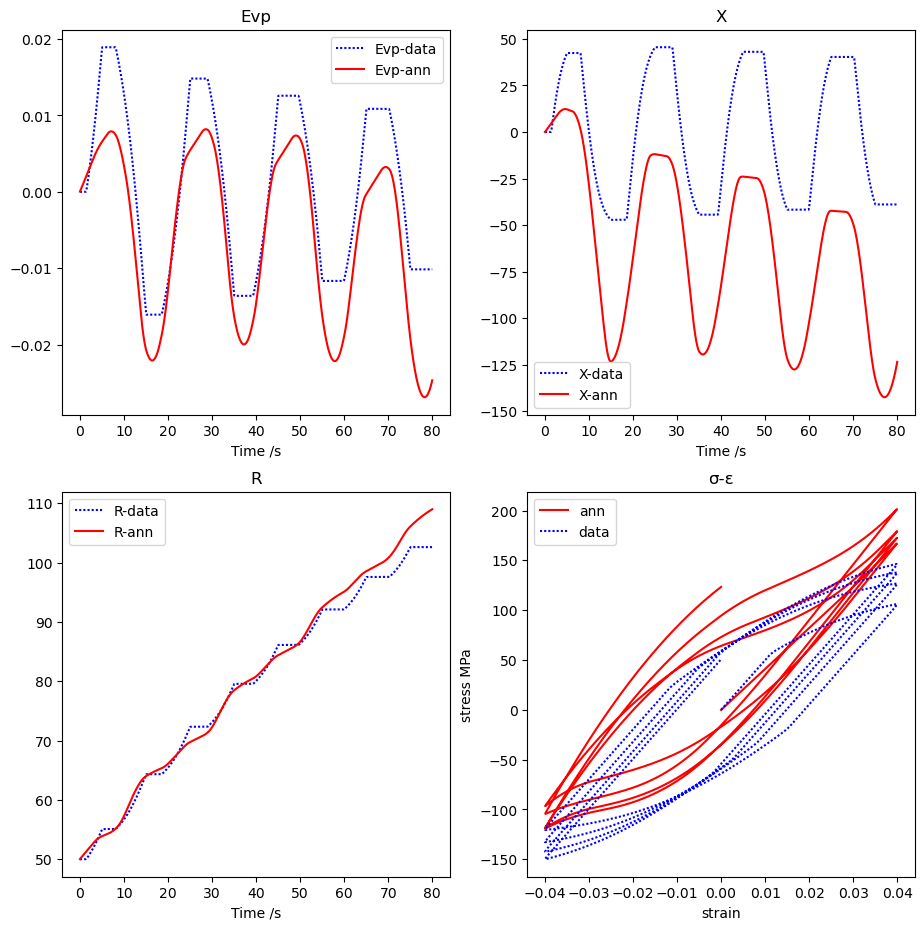 Evp
0.02
0.01
0.00
−0.01
−0.02
Evp-data
Evp-ann
0 10 20 30 40 50 60 70 80
Time /s
X
50
25
0
−25
−50
−75
−100
−125
−150
X-data
X-ann
0 10 20 30 40 50 60 70 80
Time /s
R
110
100
90
80
70
60
50
R-data
R-ann
0 10 20 30 40 50 60 70 80
Time /s
σ-ε
stress MPa
200
150
100
50
0
−50
−100
−150
ann
data
−0.04 −0.03 −0.02 −0.01 0.00 0.01 0.02 0.03 0.04
strain